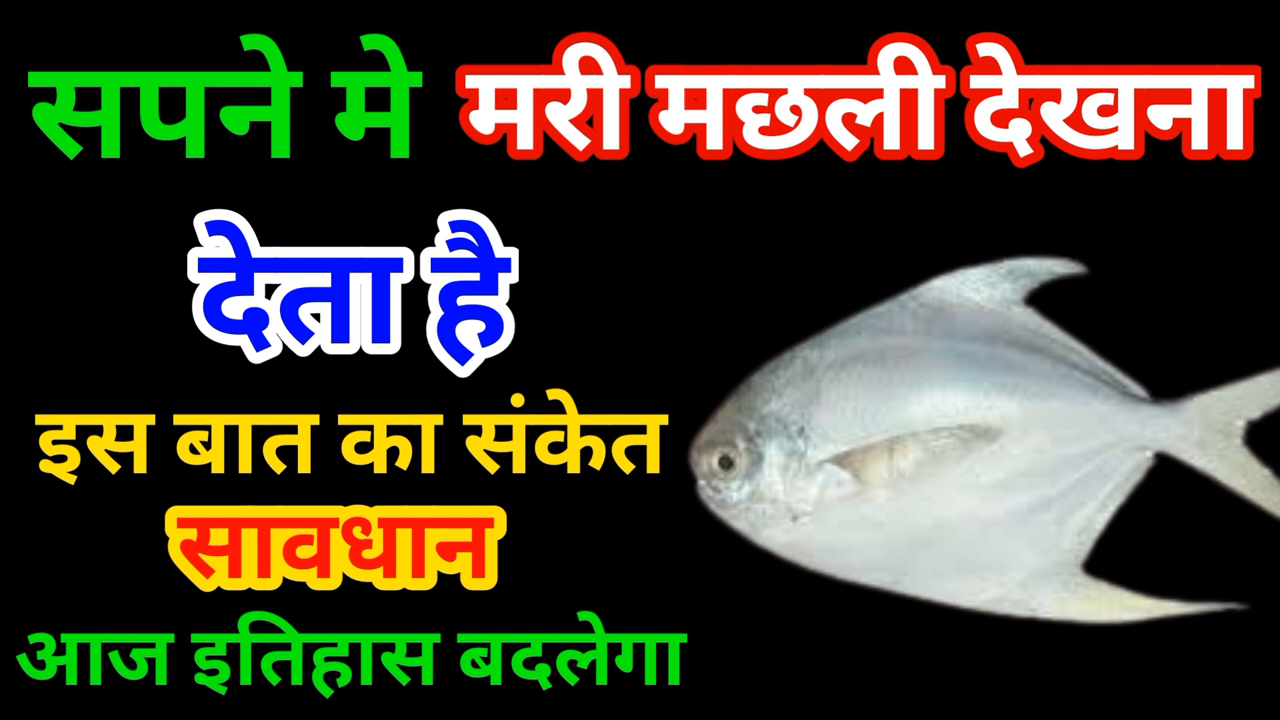 सपने मे मरी मछली देखना
देता है
इस बात का संकेत
सावधान
आज इतिहास बदलेगा